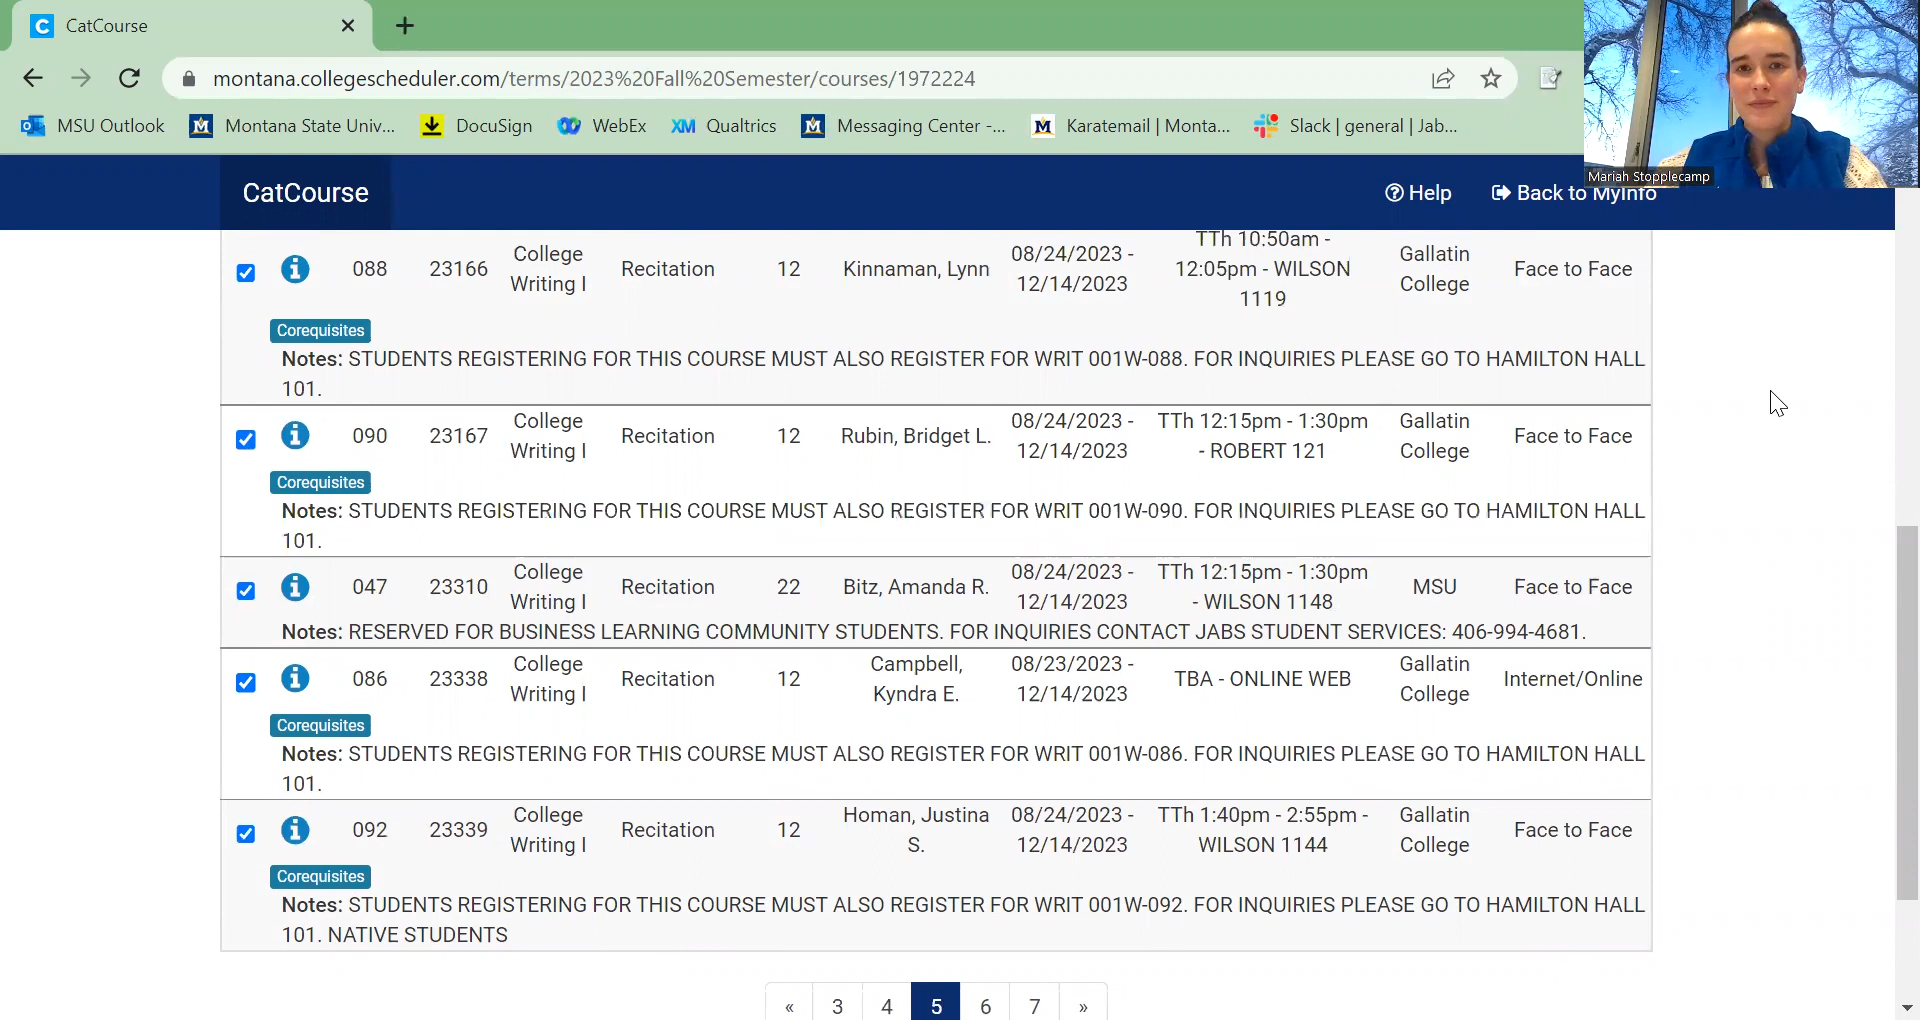 CatCourse
montana.collegescheduler.com/terms/2023%20Fall%20Semester/courses/1972224
MSU Outlook Montana State Univ... DocuSign WebEx XM Qualtrics Messaging Center -... Karatemail | Monta... Slack | general | Jab...
Mariah Stopplecamp
CatCourse Help Back to MyInfo
088 23166 College Writing I Recitation 12 Kinnaman, Lynn 08/24/2023 - 12/14/2023 TTh 10:50am - 12:05pm - WILSON 1119 Gallatin College Face to Face
Corequisites
Notes: STUDENTS REGISTERING FOR THIS COURSE MUST ALSO REGISTER FOR WRIT 001W-088. FOR INQUIRIES PLEASE GO TO HAMILTON HALL
101.
090 23167 College Writing I Recitation 12 Rubin, Bridget L. 08/24/2023 - 12/14/2023 TTh 12:15pm - 1:30pm - ROBERT 121 Gallatin College Face to Face
Corequisites
Notes: STUDENTS REGISTERING FOR THIS COURSE MUST ALSO REGISTER FOR WRIT 001W-090. FOR INQUIRIES PLEASE GO TO HAMILTON HALL
101.
047 23310 College Writing I Recitation 22 Bitz, Amanda R. 08/24/2023 - 12/14/2023 TTh 12:15pm - 1:30pm - WILSON 1148 MSU Face to Face
Notes: RESERVED FOR BUSINESS LEARNING COMMUNITY STUDENTS. FOR INQUIRIES CONTACT JABS STUDENT SERVICES: 406-994-4681.
086 23338 College Writing I Recitation 12 Campbell, Kyndra E. 08/23/2023 - 12/14/2023 TBA - ONLINE WEB Gallatin College Internet/Online
Corequisites
Notes: STUDENTS REGISTERING FOR THIS COURSE MUST ALSO REGISTER FOR WRIT 001W-086. FOR INQUIRIES PLEASE GO TO HAMILTON HALL
101.
092 23339 College Writing I Recitation 12 Homan, Justina S. 08/24/2023 - 12/14/2023 TTh 1:40pm - 2:55pm - WILSON 1144 Gallatin College Face to Face
Corequisites
Notes: STUDENTS REGISTERING FOR THIS COURSE MUST ALSO REGISTER FOR WRIT 001W-092. FOR INQUIRIES PLEASE GO TO HAMILTON HALL
101. NATIVE STUDENTS
« 3 4 5 6 7 »